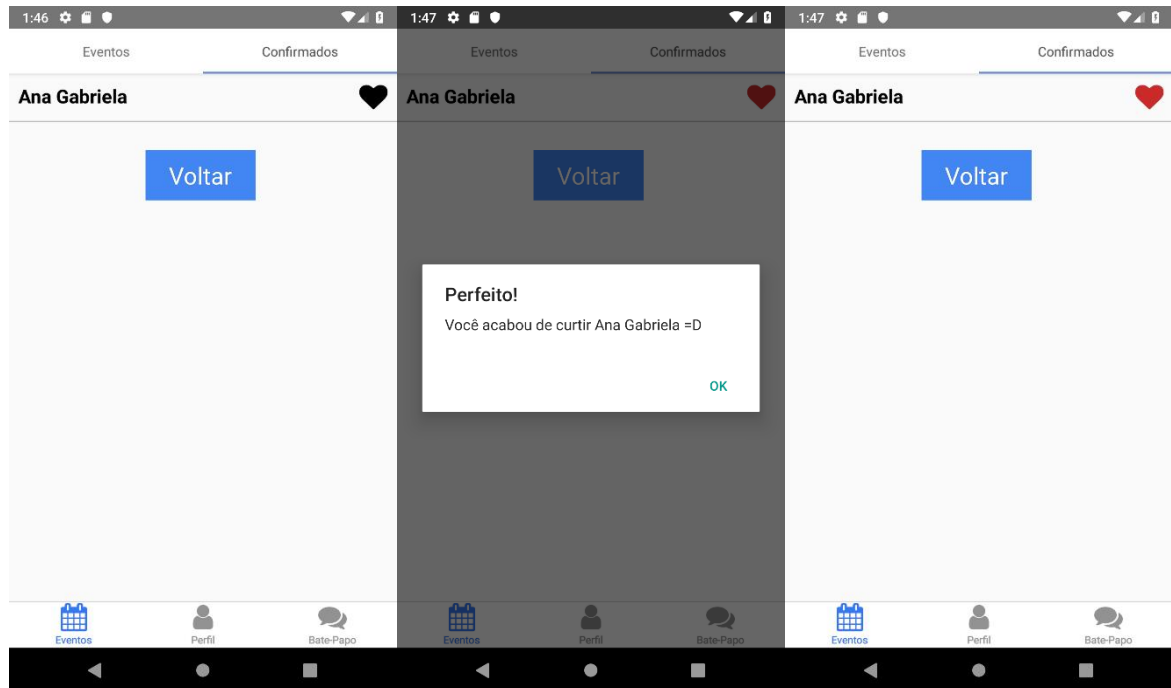 1:46
Eventos Confirmados
Ana Gabriela
Voltar
Eventos Perfil Bate-Papo
1:47
Eventos Confirmados
Ana Gabriela
Voltar
Perfeito!
Você acabou de curtir Ana Gabriela =D
OK
Eventos Perfil Bate-Papo
1:47
Eventos Confirmados
Ana Gabriela
Voltar
Eventos Perfil Bate-Papo